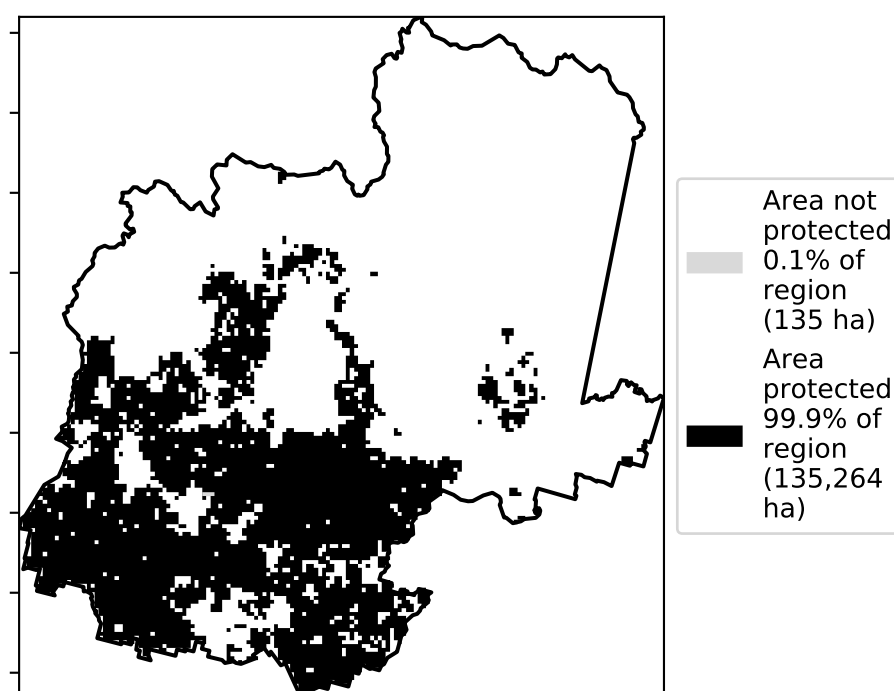 Area not
protected
0.1% of
region
(135 ha)
Area
protected
99.9% of
region
(135,264
ha)